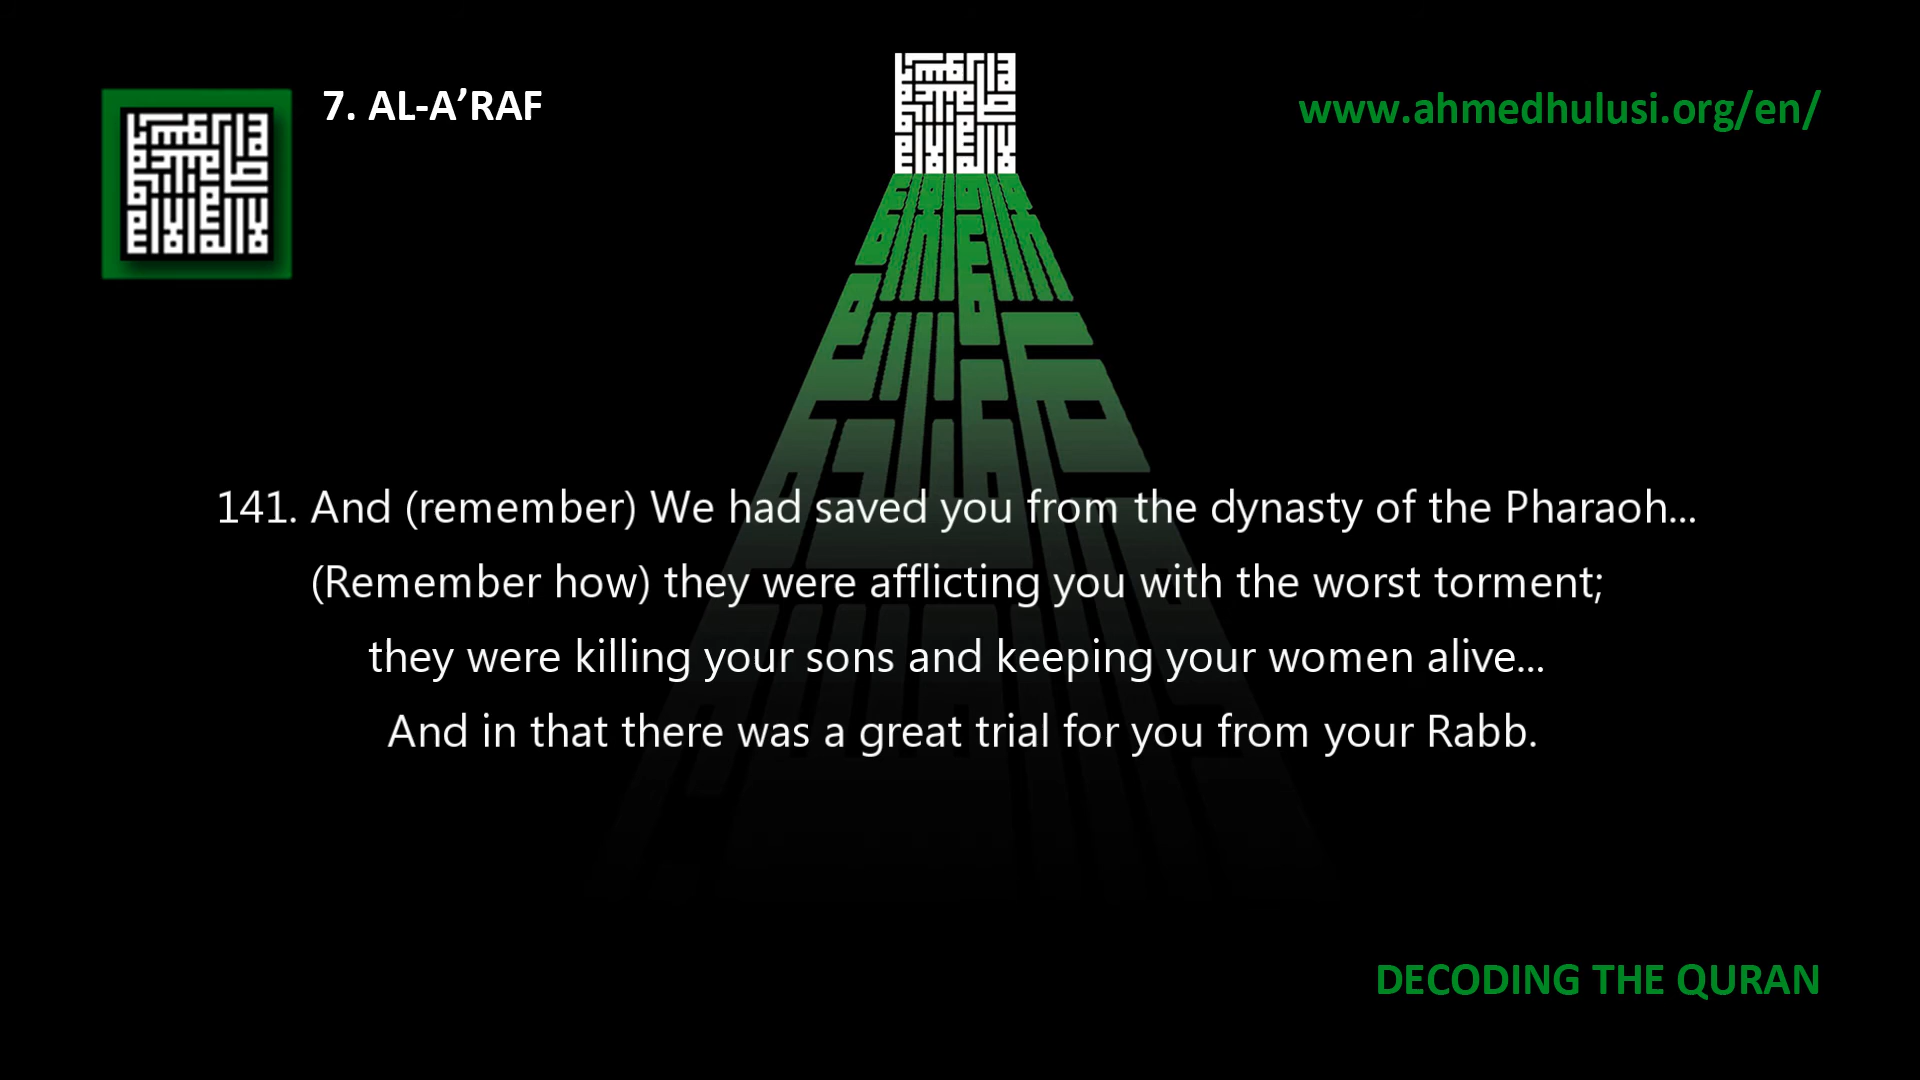 7. AL-A’RAF
www.ahmedhulusi.org/en/
141. And (remember) We had saved you from the dynasty of the Pharaoh...
(Remember how) they were afflicting you with the worst torment;
they were killing your sons and keeping your women alive...
And in that there was a great trial for you from your Rabb.
DECODING THE QURAN